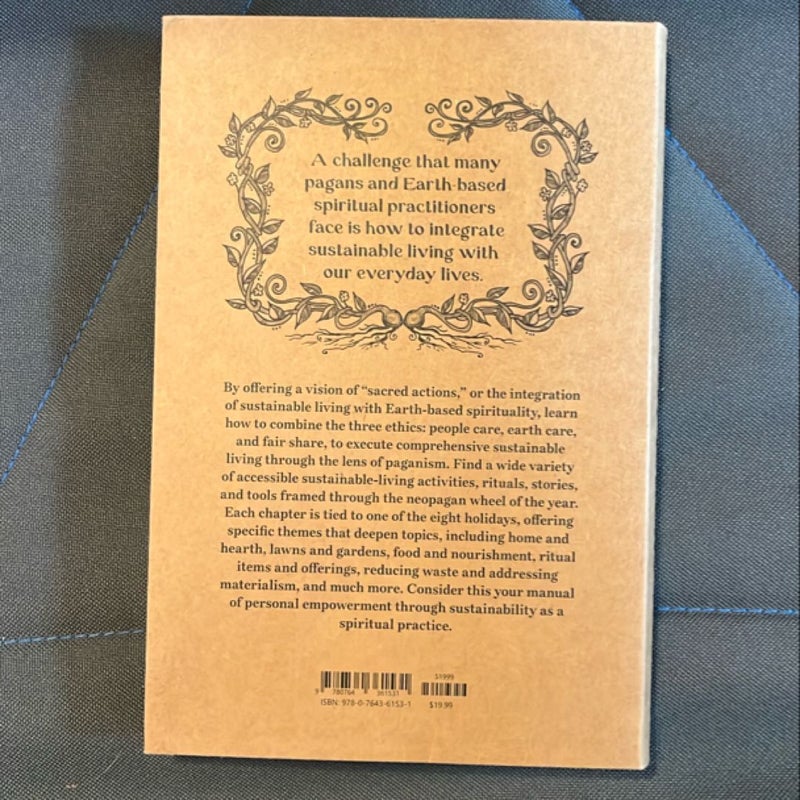 A challenge that many
pagans and Earth-based
spiritual practitioners
face is how to integrate
sustainable living with
our everyday lives.
By offering a vision of “sacred actions,” or the integration
of sustainable living with Earth-based spirituality, learn
how to combine the three ethics: people care, earth care,
and fair share, to execute comprehensive sustainable
living through the lens of paganism. Find a wide variety
of accessible sustainable-living activities, rituals, stories,
and tools framed through the neopagan wheel of the year.
Each chapter is tied to one of the eight holidays, offering
specific themes that deepen topics, including home and
hearth, lawns and gardens, food and nourishment, ritual
items and offerings, reducing waste and addressing
materialism, and much more. Consider this your manual
of personal empowerment through sustainability as a
spiritual practice.
51999
9 780764 361531
ISBN: 978-0-7643-6153-1 $19.99